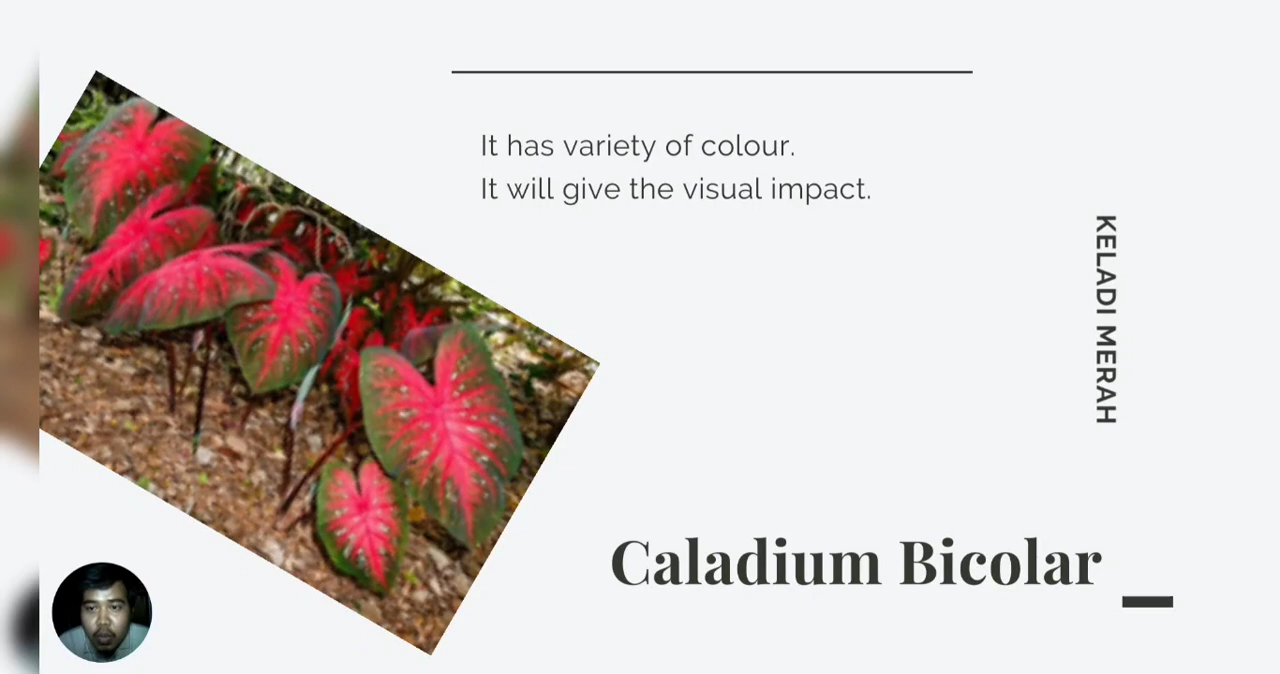 It has variety of colour.
It will give the visual impact.
KELADI MERAH
Caladium Bicolar